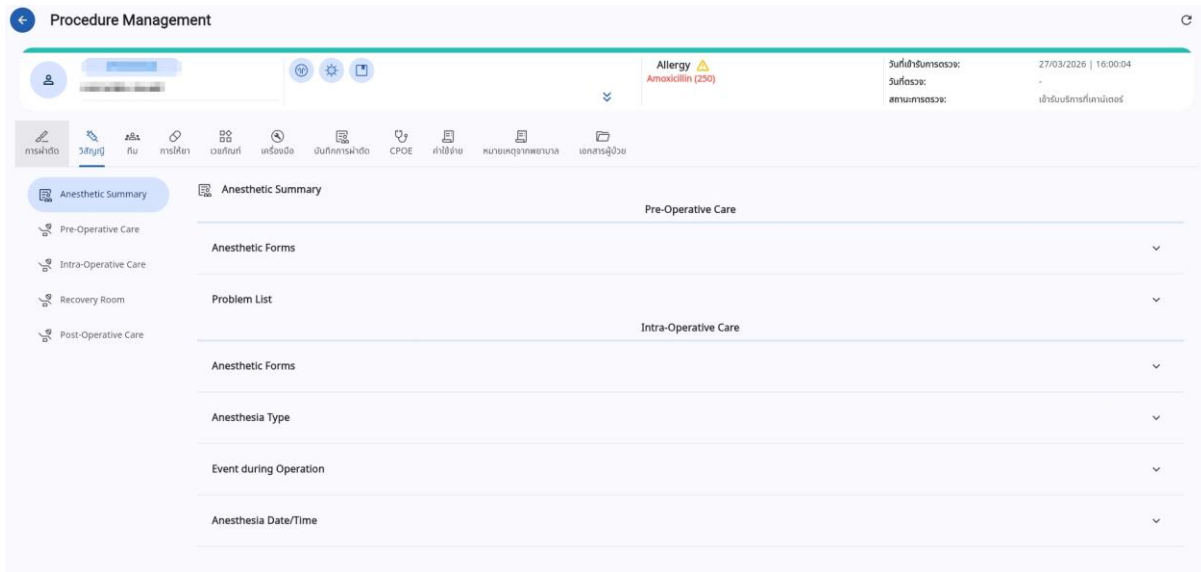 Procedure Management
Allergy
Amoxicillin (250)
วันที่เข้ารับการตรวจ: 27/03/2026 | 16:00:04
วันที่ตรวจ: -
สถานะการตรวจ: เข้ารับบริการที่เคาน์เตอร์
การผ่าตัด วิสัญญี ทีม การให้ยา เวชภัณฑ์ เครื่องมือ บันทึกการผ่าตัด CPOE ค่าใช้จ่าย หมายเหตุจากพยาบาล เอกสารผู้ป่วย
Anesthetic Summary
Pre-Operative Care
Intra-Operative Care
Recovery Room
Post-Operative Care
Anesthetic Summary
Pre-Operative Care
Anesthetic Forms
Problem List
Intra-Operative Care
Anesthetic Forms
Anesthesia Type
Event during Operation
Anesthesia Date/Time